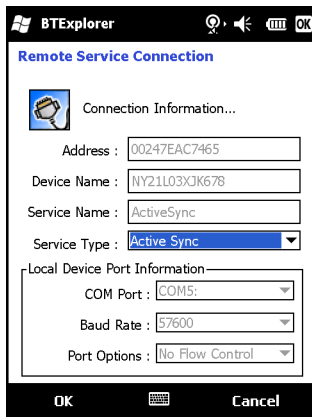 BTExplorer OK
Remote Service Connection
Connection Information...
Address : 00247EAC7465
Device Name : NY21L03XJK678
Service Name : ActiveSync
Service Type : Active Sync
Local Device Port Information
COM Port : COM5:
Baud Rate : 57600
Port Options : No Flow Control
OK Cancel